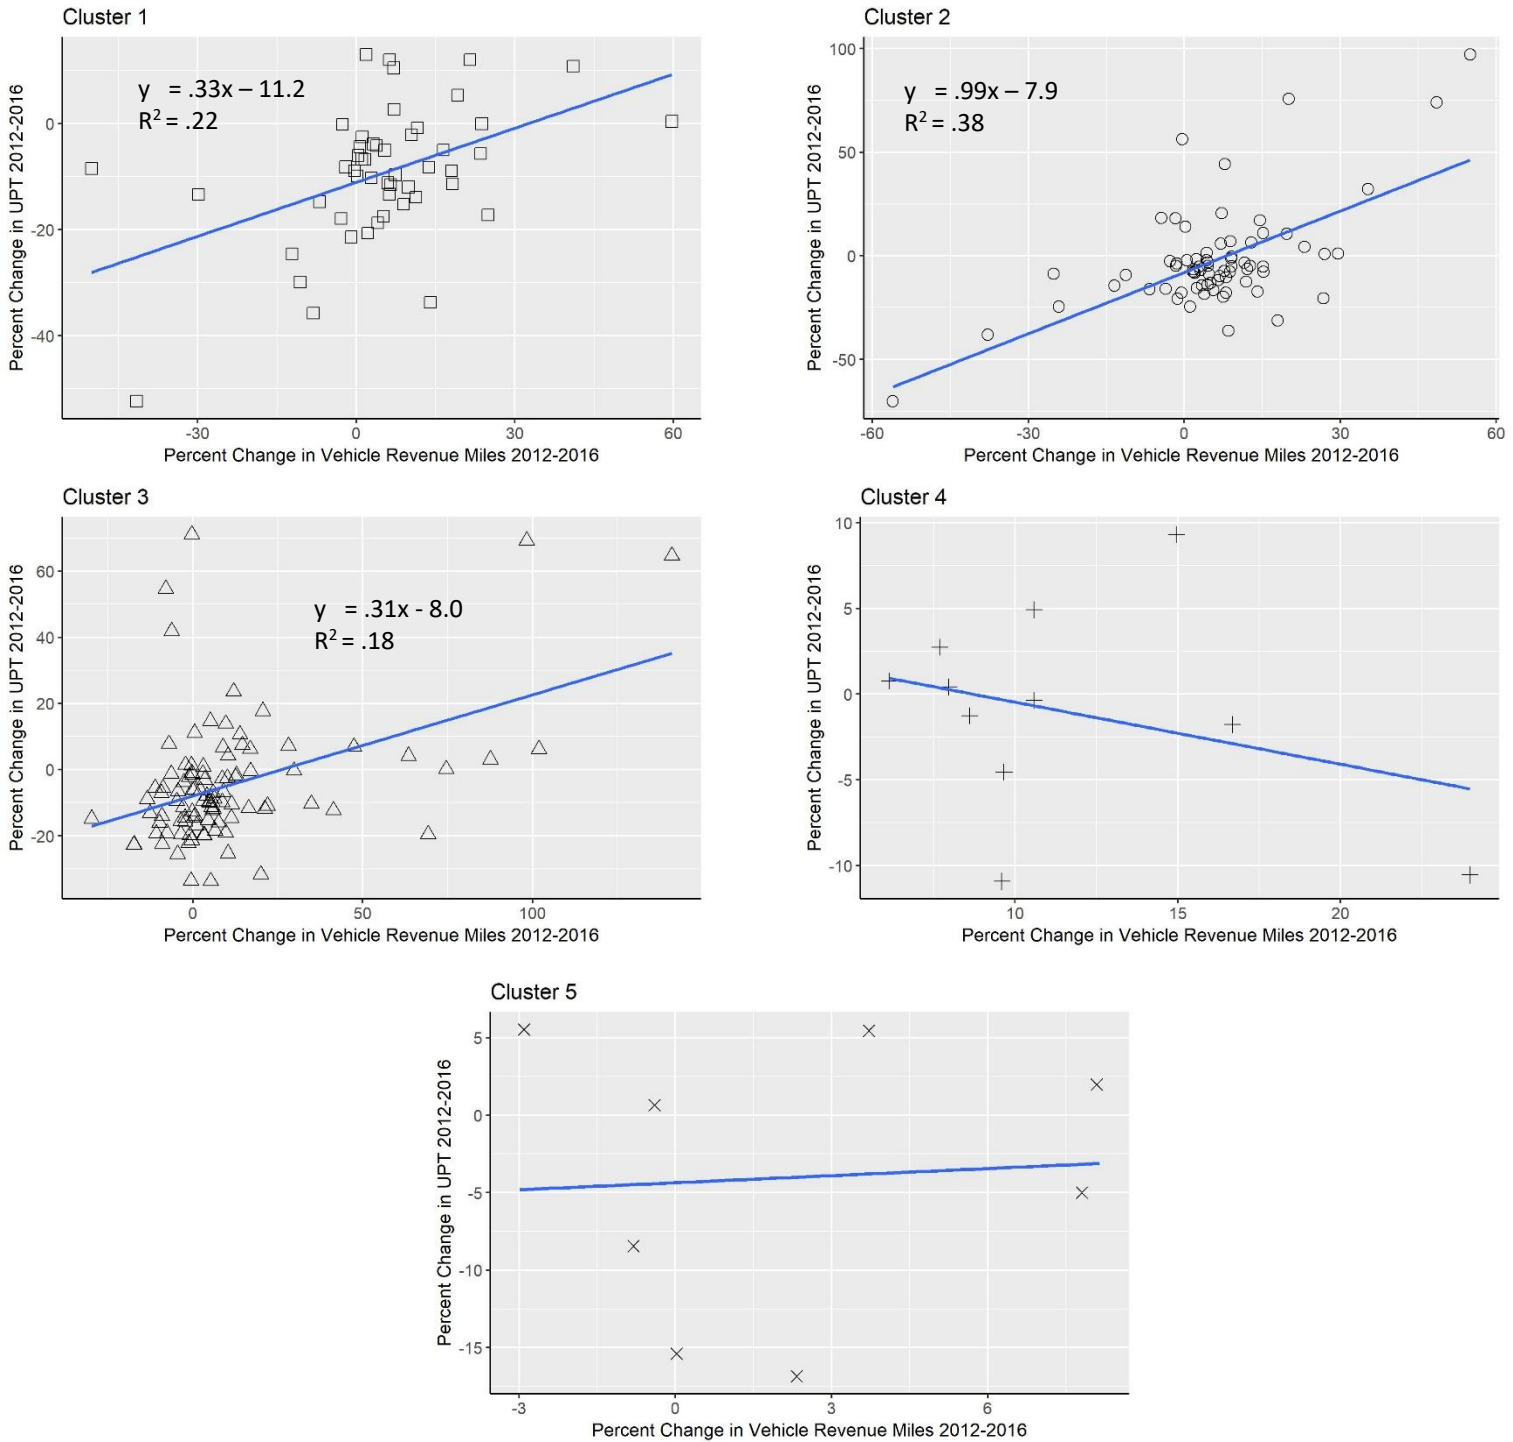 Cluster 1
Percent Change in UPT 2012-2016
0
-20
-40
y = .33x – 11.2
R² = .22
-30 0 30 60
Percent Change in Vehicle Revenue Miles 2012-2016
Cluster 2
Percent Change in UPT 2012-2016
100
50
0
-50
y = .99x – 7.9
R² = .38
-60 -30 0 30 60
Percent Change in Vehicle Revenue Miles 2012-2016
Cluster 3
Percent Change in UPT 2012-2016
60
40
20
0
-20
y = .31x - 8.0
R² = .18
0 50 100
Percent Change in Vehicle Revenue Miles 2012-2016
Cluster 4
Percent Change in UPT 2012-2016
10
5
0
-5
-10
10 15 20
Percent Change in Vehicle Revenue Miles 2012-2016
Cluster 5
Percent Change in UPT 2012-2016
5
0
-5
-10
-15
-3 0 3 6
Percent Change in Vehicle Revenue Miles 2012-2016